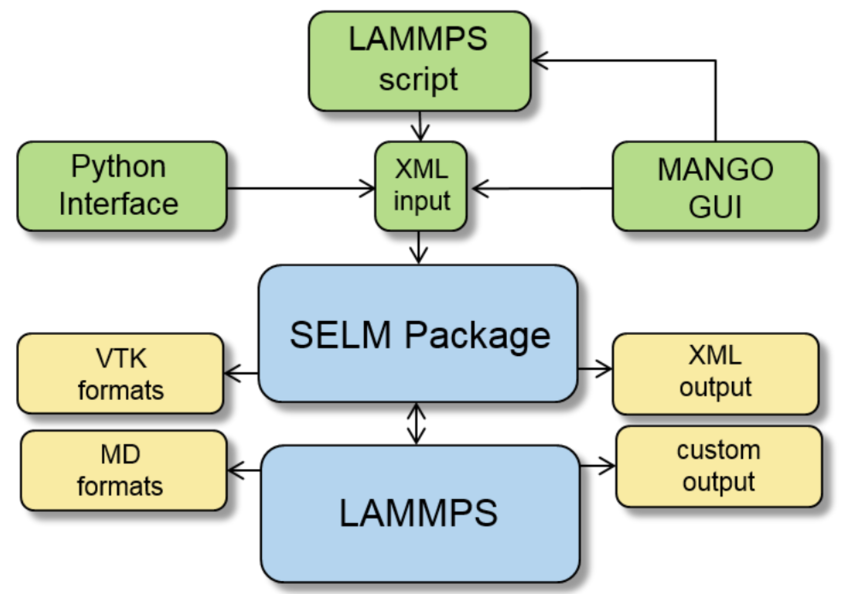 LAMMPS
script
Python
Interface
XML
input
MANGO
GUI
SELM Package
VTK
formats
XML
output
MD
formats
LAMMPS
custom
output